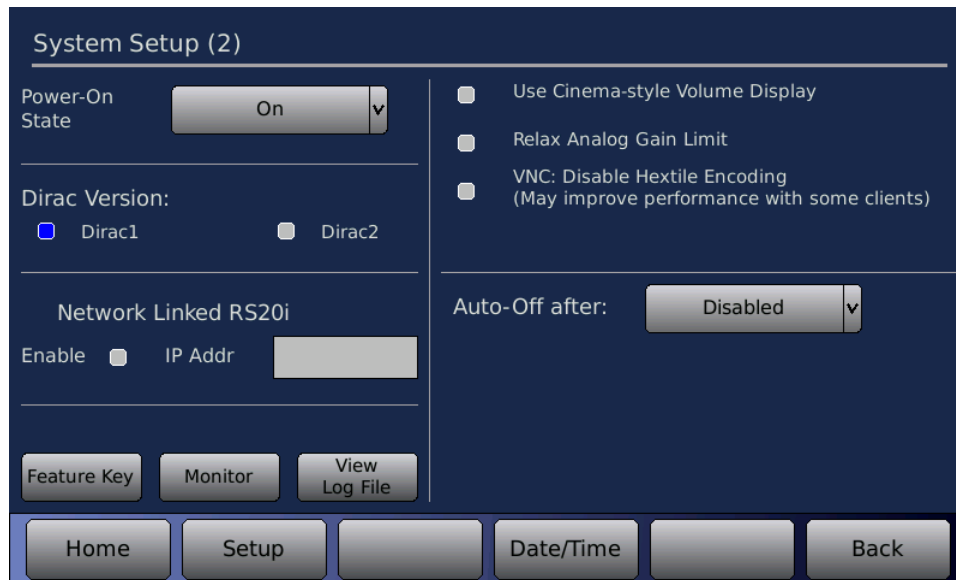 System Setup (2)
Power-On
State
On
Dirac Version:
Dirac1
Dirac2
Network Linked RS20i
Enable
IP Addr
Feature Key
Monitor
View
Log File
Use Cinema-style Volume Display
Relax Analog Gain Limit
VNC: Disable Hextile Encoding
(May improve performance with some clients)
Auto-Off after:
Disabled
Home
Setup
Date/Time
Back